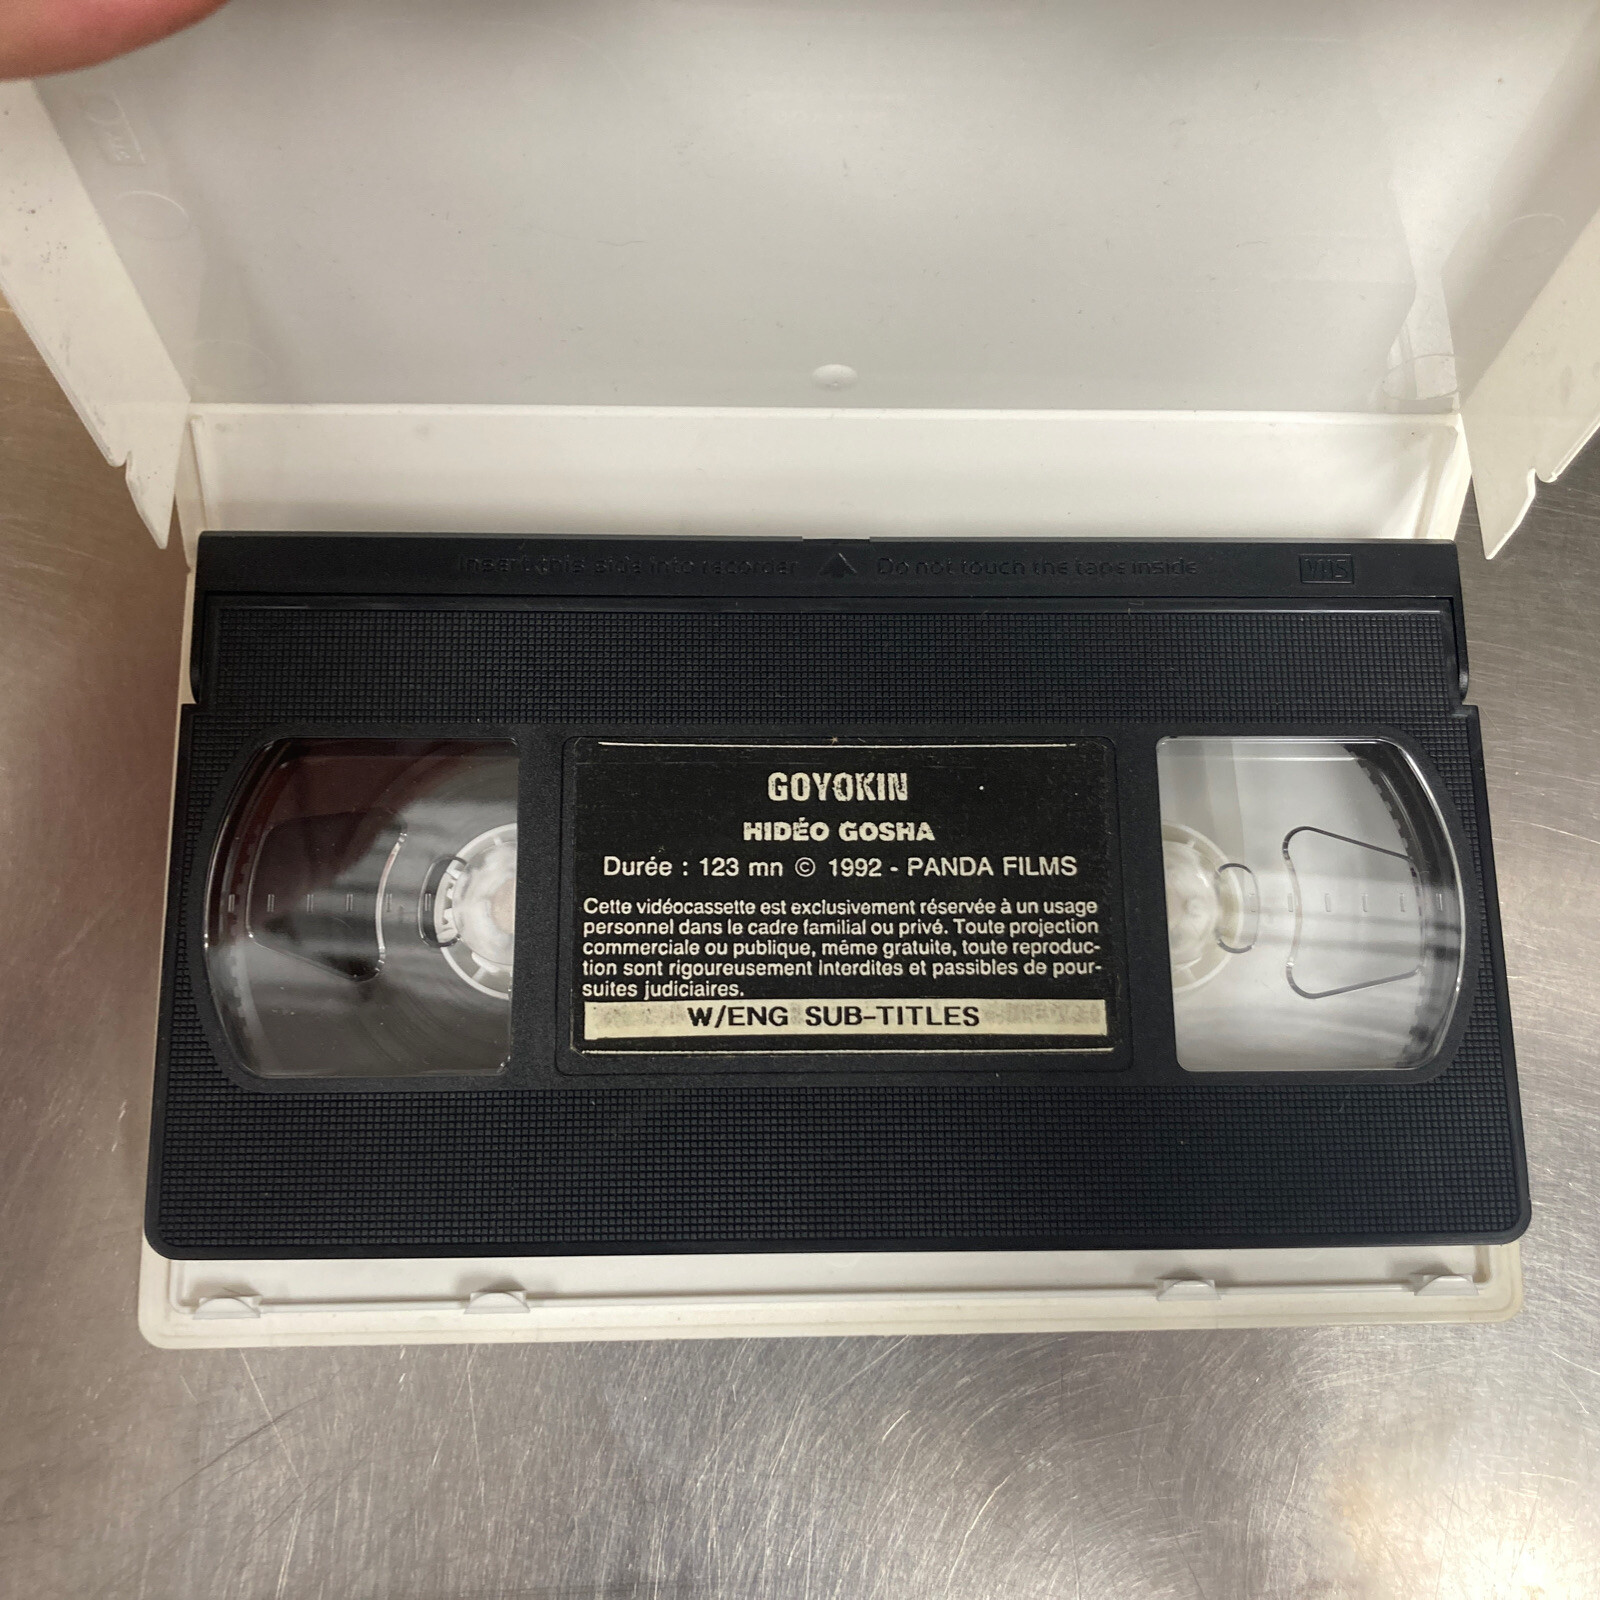 Insert this side into recorder Do not touch the tape inside VHS
GOYOKIN
HIDÉO GOSHA
Durée : 123 mn © 1992 - PANDA FILMS
Cette vidéocassette est exclusivement réservée à un usage
personnel dans le cadre familial ou privé. Toute projection
commerciale ou publique, même gratuite, toute reproduc-
tion sont rigoureusement interdites et passibles de pour-
suites judiciaires.
W/ENG SUB-TITLES